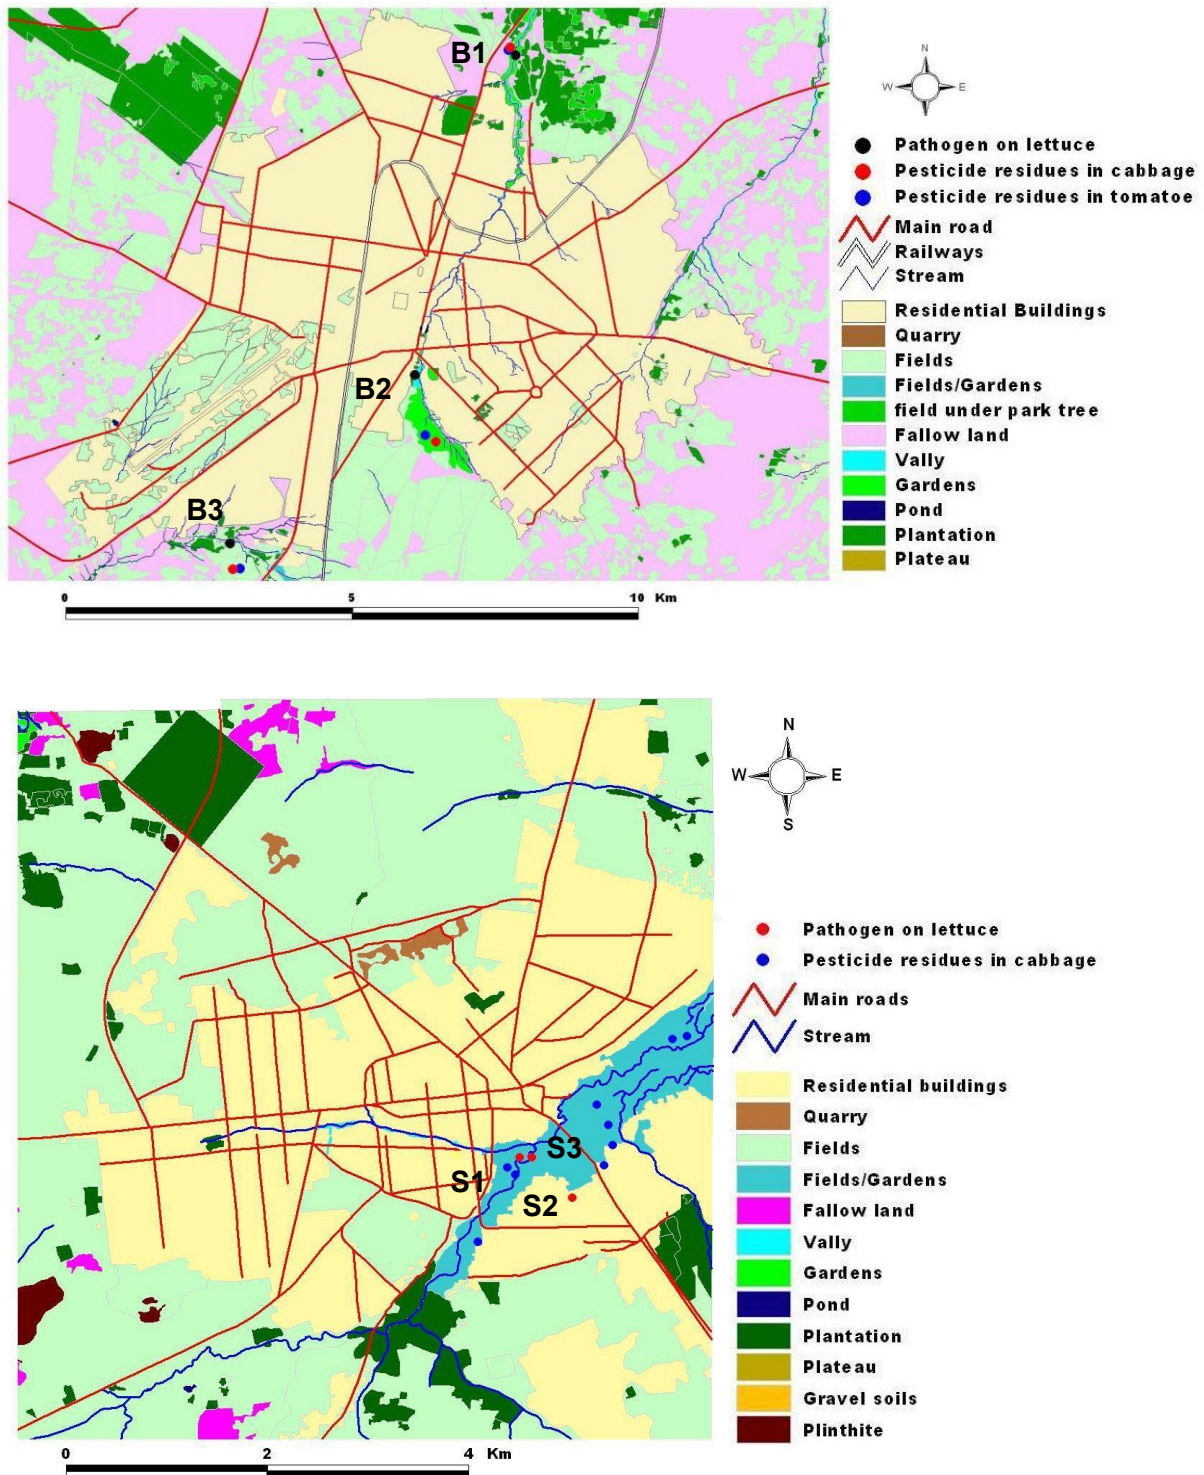 B1
B2
B3
N
W E
S
Pathogen on lettuce
Pesticide residues in cabbage
Pesticide residues in tomatoe
Main road
Railways
Stream
Residential Buildings
Quarry
Fields
Fields/Gardens
field under park tree
Fallow land
Vally
Gardens
Pond
Plantation
Plateau
0 5 10 Km
N
W E
S
S3
S1
S2
Pathogen on lettuce
Pesticide residues in cabbage
Main roads
Stream
Residential buildings
Quarry
Fields
Fields/Gardens
Fallow land
Vally
Gardens
Pond
Plantation
Plateau
Gravel soils
Plinthite
0 2 4 Km